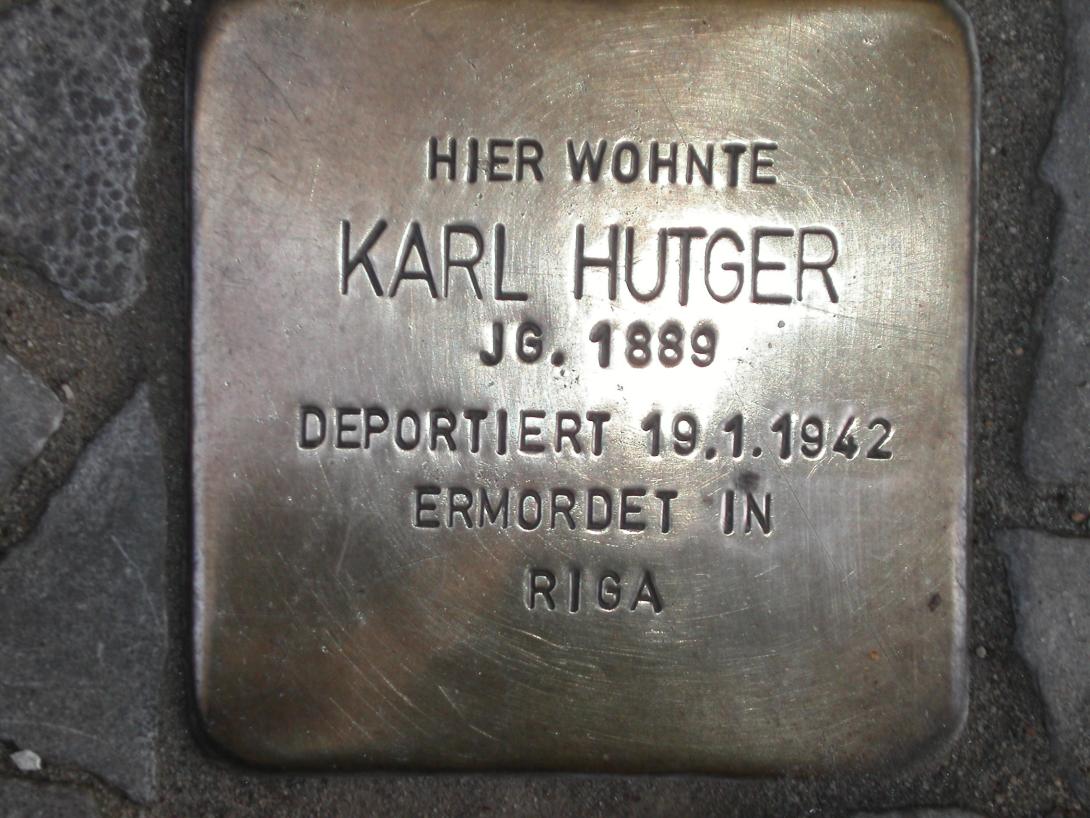 HIER WOHNTE
KARL HUTGER
JG. 1889
DEPORTIERT 19.1.1942
ERMORDET IN
RIGA